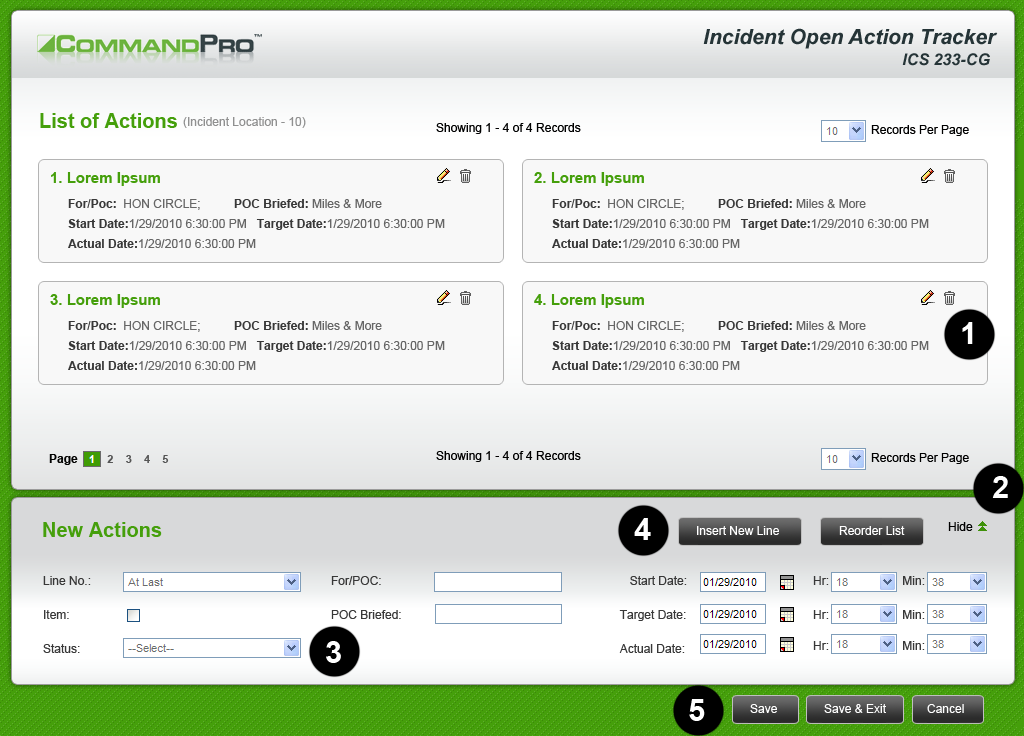 COMMANDPRO™
Incident Open Action Tracker
ICS 233-CG
List of Actions (Incident Location - 10)
Showing 1 - 4 of 4 Records
10 Records Per Page
1. Lorem Ipsum
For/Poc: HON CIRCLE; POC Briefed: Miles & More
Start Date:1/29/2010 6:30:00 PM Target Date:1/29/2010 6:30:00 PM
Actual Date:1/29/2010 6:30:00 PM
2. Lorem Ipsum
For/Poc: HON CIRCLE; POC Briefed: Miles & More
Start Date:1/29/2010 6:30:00 PM Target Date:1/29/2010 6:30:00 PM
Actual Date:1/29/2010 6:30:00 PM
3. Lorem Ipsum
For/Poc: HON CIRCLE; POC Briefed: Miles & More
Start Date:1/29/2010 6:30:00 PM Target Date:1/29/2010 6:30:00 PM
Actual Date:1/29/2010 6:30:00 PM
4. Lorem Ipsum
For/Poc: HON CIRCLE; POC Briefed: Miles & More
Start Date:1/29/2010 6:30:00 PM Target Date:1/29/2010 6:30:00 PM
Actual Date:1/29/2010 6:30:00 PM
1
Page 1 2 3 4 5
Showing 1 - 4 of 4 Records
10 Records Per Page
2
New Actions
4 Insert New Line Reorder List Hide
Line No.: At Last For/POC: Start Date: 01/29/2010 Hr: 18 Min: 38
Item: POC Briefed: Target Date: 01/29/2010 Hr: 18 Min: 38
Status: --Select-- 3 Actual Date: 01/29/2010 Hr: 18 Min: 38
5 Save Save & Exit Cancel